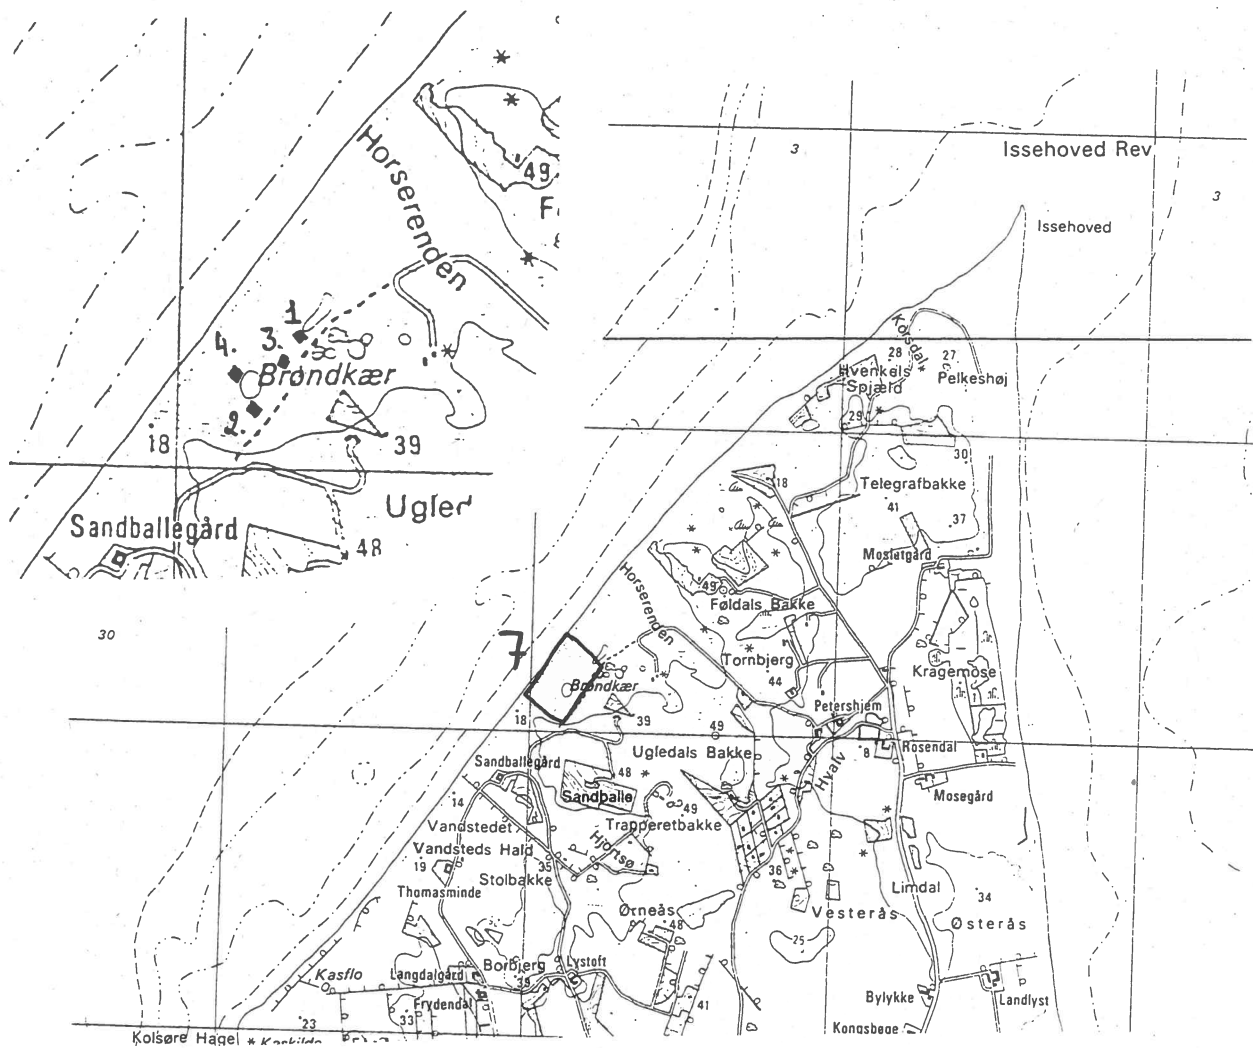 Horserenden
49
1
3.
4.
Brøndkær
2.
18
39
Ugler
Sandballegård
48
3
Issehoved Rev
3
Issehoved
Korsdal
28
27
Hvenkels
Spjæld
Pelkeshøj
29
30
18
Telegrafbakke
41
37
Horserenden
49
Føldals Bakke
30
7
Tornbjerg
44
Kragemose
Brøndkær
18
39
49
Petershjem
Ugledals Bakke
8
Rosendal
Sandballegård
48
Hvalv
14
Sandballe
49
Mosegård
Vandstedet
Trapperetbakke
Hjortsø
Vandsteds Hald
19
35
Stolbakke
36
Thomasminde
Limdal
34
Ørneås
48
Vesterås
Østerås
25
Kasflo
Langdalgård
Borbjerg
39
Lystoft
Frydendal
41
Bylykke
Landlyst
23
33
Kongsbøge
Kolsøre Hagel